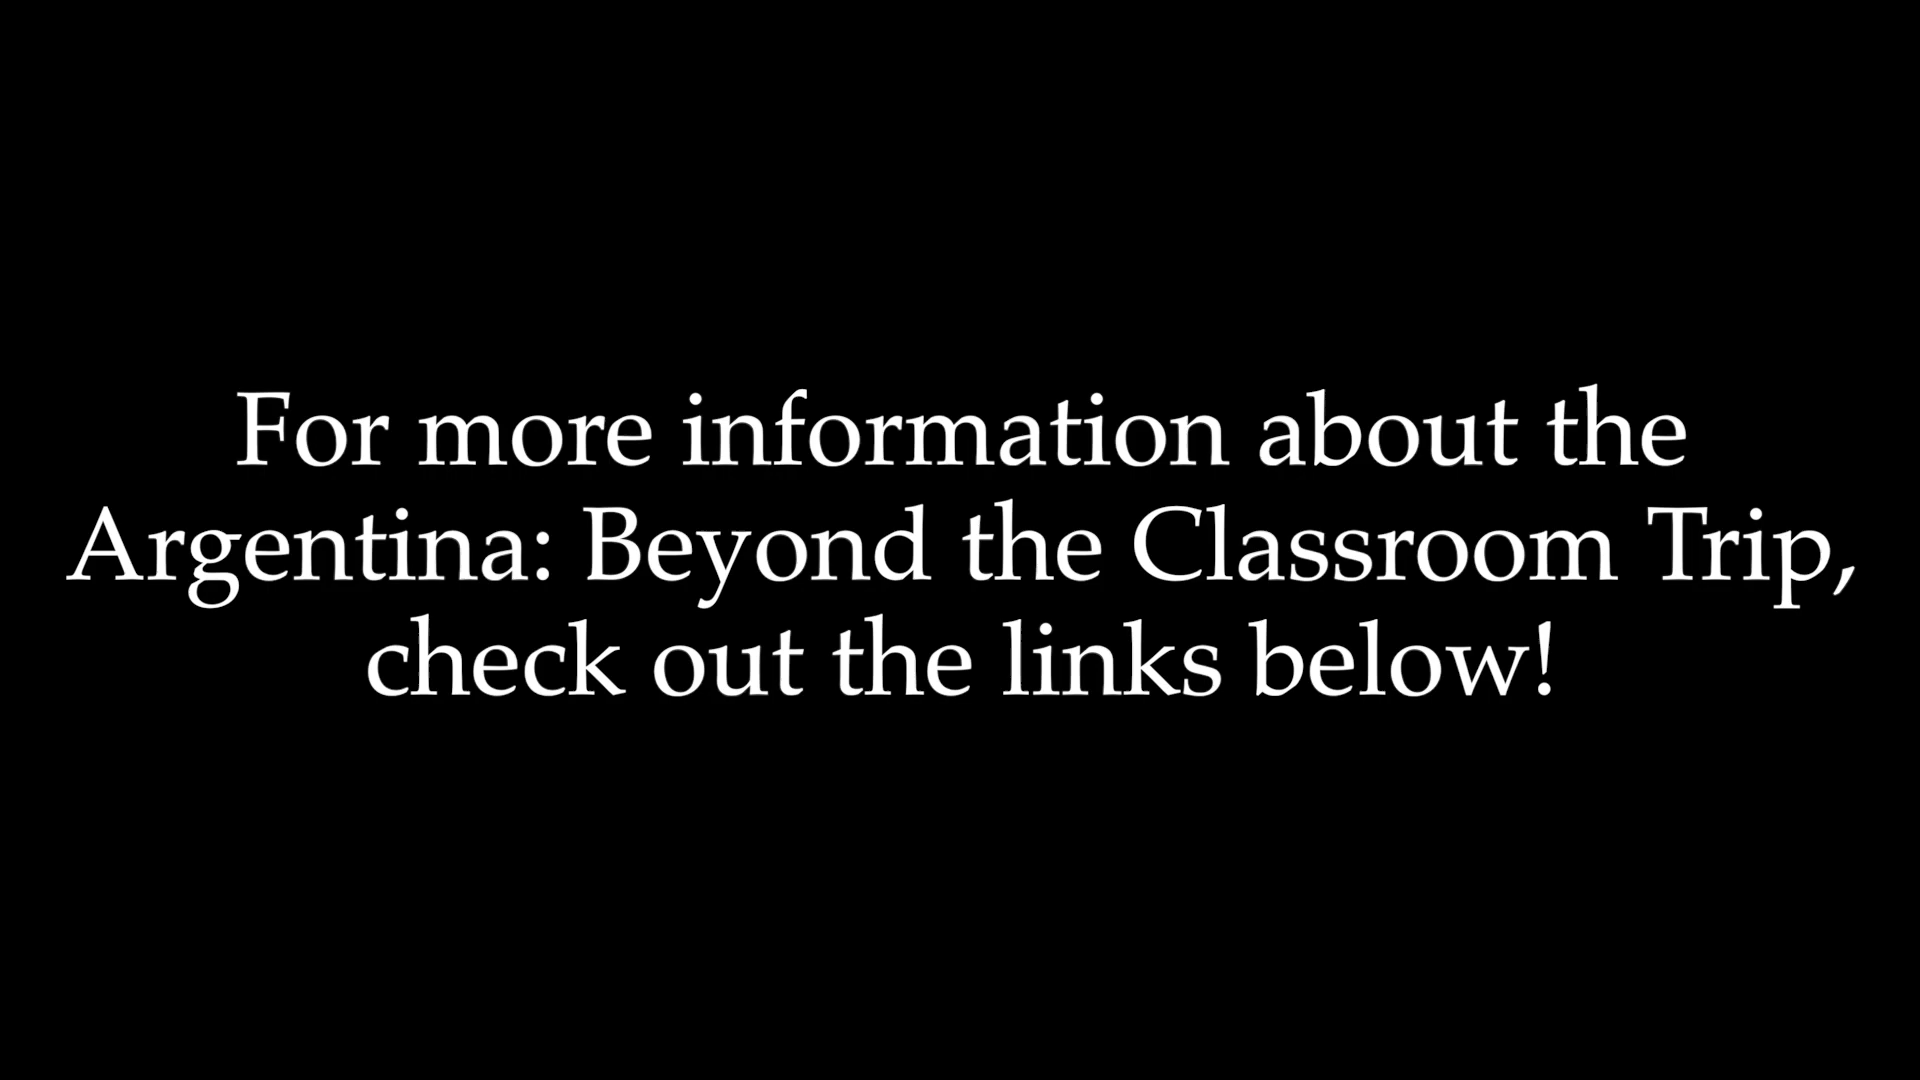 For more information about the
Argentina: Beyond the Classroom Trip,
check out the links below!